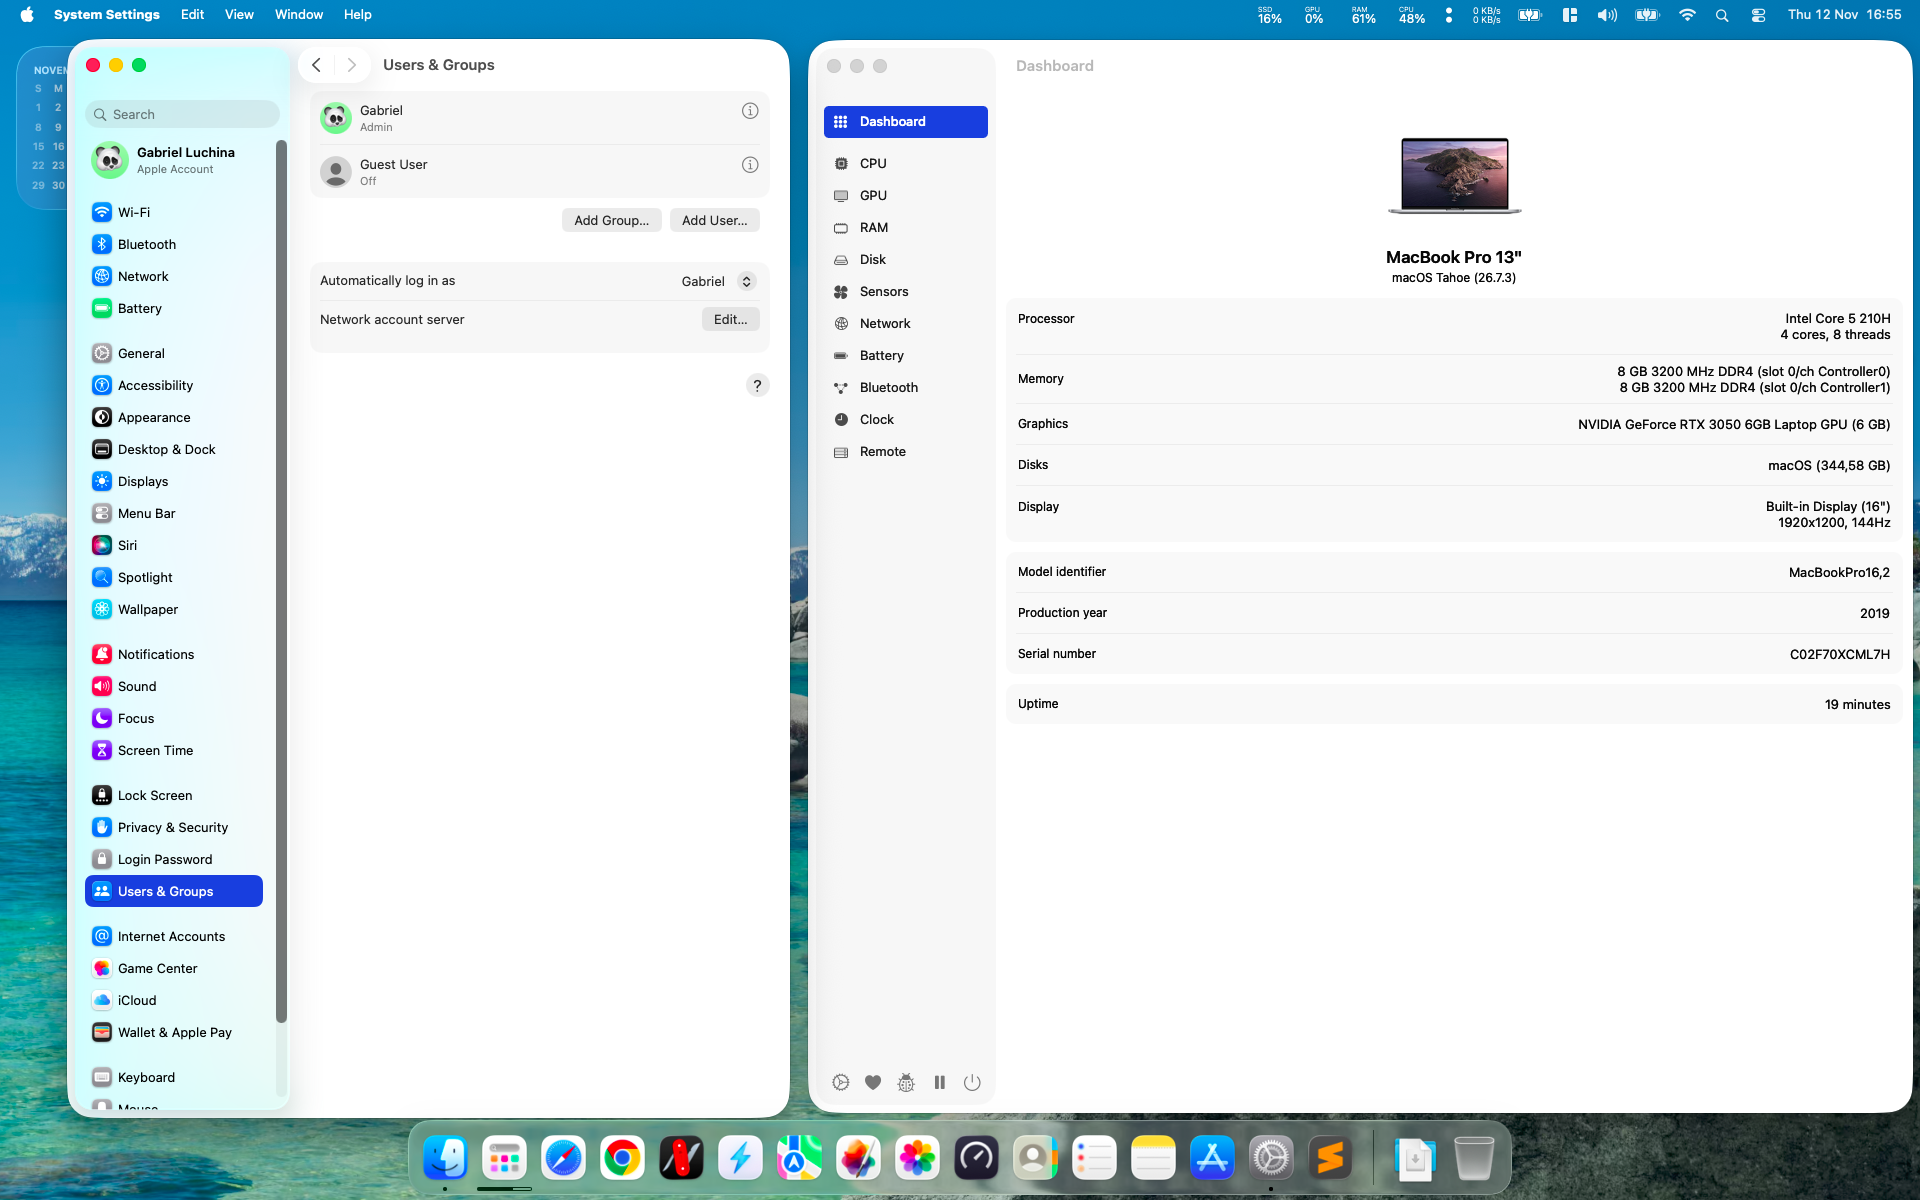 System Settings Edit View Window Help
SSD 16% GPU 0% RAM 61% CPU 48% 0 KB/s 0 KB/s Thu 12 Nov 16:55
NOVEM
S M
1 2
8 9
15 16
22 23
29 30
Search
Gabriel Luchina
Apple Account
Wi-Fi
Bluetooth
Network
Battery
General
Accessibility
Appearance
Desktop & Dock
Displays
Menu Bar
Siri
Spotlight
Wallpaper
Notifications
Sound
Focus
Screen Time
Lock Screen
Privacy & Security
Login Password
Users & Groups
Internet Accounts
Game Center
iCloud
Wallet & Apple Pay
Keyboard
Mouse
Users & Groups
Gabriel
Admin
Guest User
Off
Add Group... Add User...
Automatically log in as Gabriel
Network account server Edit...
?
Dashboard
CPU
GPU
RAM
Disk
Sensors
Network
Battery
Bluetooth
Clock
Remote
Dashboard
MacBook Pro 13"
macOS Tahoe (26.7.3)
Processor Intel Core 5 210H
4 cores, 8 threads
Memory 8 GB 3200 MHz DDR4 (slot 0/ch Controller0)
8 GB 3200 MHz DDR4 (slot 0/ch Controller1)
Graphics NVIDIA GeForce RTX 3050 6GB Laptop GPU (6 GB)
Disks macOS (344,58 GB)
Display Built-in Display (16")
1920x1200, 144Hz
Model identifier MacBookPro16,2
Production year 2019
Serial number C02F70XCML7H
Uptime 19 minutes